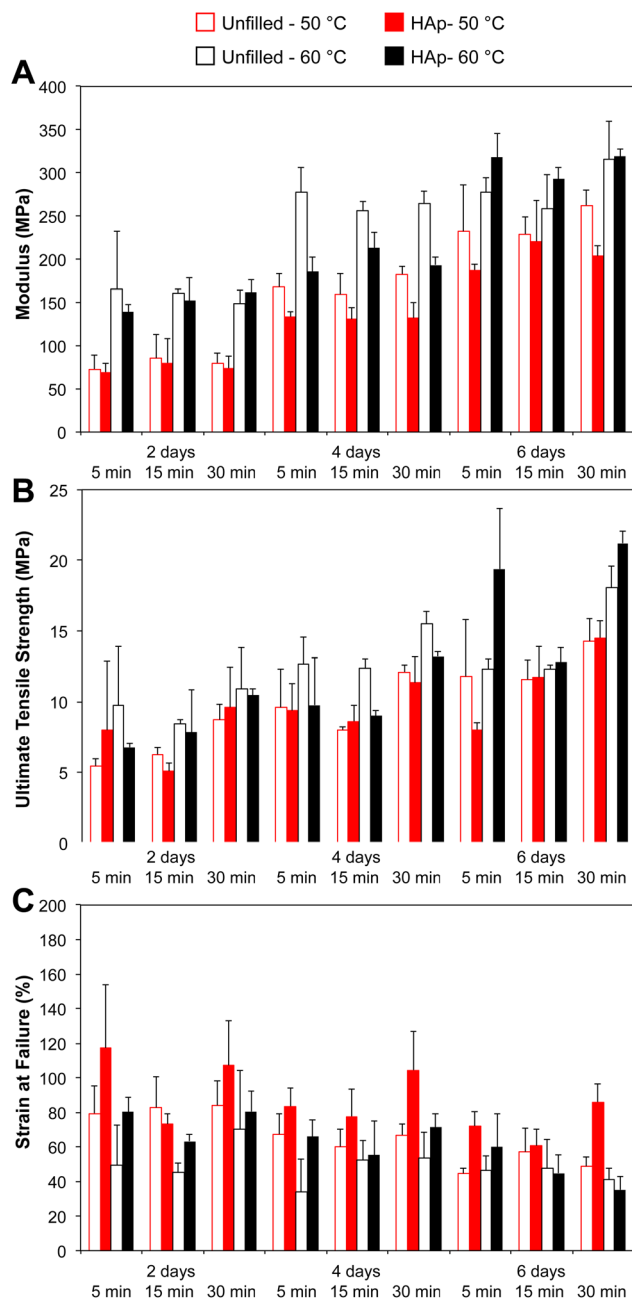 Unfilled - 50 °C HAp- 50 °C
Unfilled - 60 °C HAp- 60 °C
A
Modulus (MPa)
400
350
300
250
200
150
100
50
0
2 days 4 days 6 days
5 min 15 min 30 min 5 min 15 min 30 min 5 min 15 min 30 min
B
Ultimate Tensile Strength (MPa)
25
20
15
10
5
0
2 days 4 days 6 days
5 min 15 min 30 min 5 min 15 min 30 min 5 min 15 min 30 min
C
Strain at Failure (%)
200
180
160
140
120
100
80
60
40
20
0
2 days 4 days 6 days
5 min 15 min 30 min 5 min 15 min 30 min 5 min 15 min 30 min